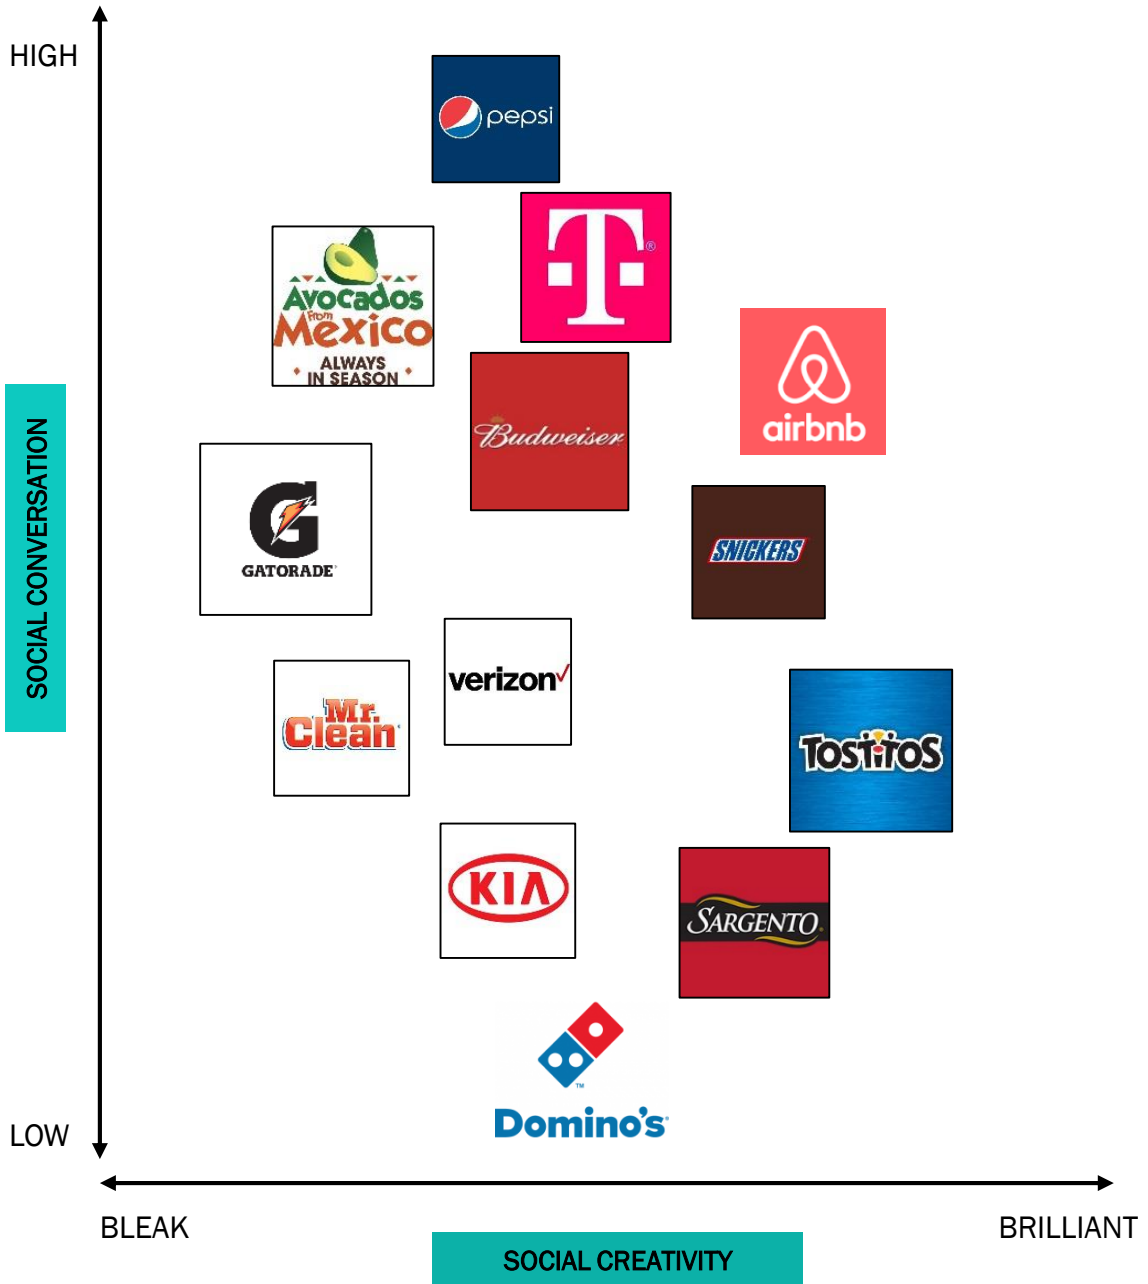 HIGH
pepsi
T®
Avocados
From
Mexico
ALWAYS
IN SEASON
airbnb
Budweiser
SOCIAL CONVERSATION
G
GATORADE
SNICKERS
verizon
Mr.
Clean
TOSTITOS
KIA
SARGENTO
TM
Domino's
LOW
BLEAK
BRILLIANT
SOCIAL CREATIVITY